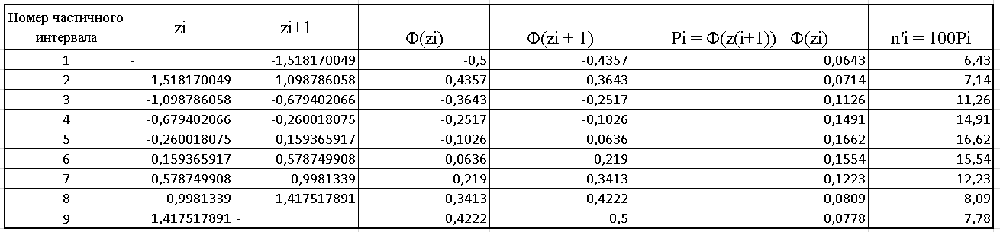 Номер частичного интервала zi zi+1 Φ(zi) Φ(zi + 1) Pi = Φ(z(i+1))– Φ(zi) n'i = 100Pi
1 - -1,518170049 -0,5 -0,4357 0,0643 6,43
2 -1,518170049 -1,098786058 -0,4357 -0,3643 0,0714 7,14
3 -1,098786058 -0,679402066 -0,3643 -0,2517 0,1126 11,26
4 -0,679402066 -0,260018075 -0,2517 -0,1026 0,1491 14,91
5 -0,260018075 0,159365917 -0,1026 0,0636 0,1662 16,62
6 0,159365917 0,578749908 0,0636 0,219 0,1554 15,54
7 0,578749908 0,9981339 0,219 0,3413 0,1223 12,23
8 0,9981339 1,417517891 0,3413 0,4222 0,0809 8,09
9 1,417517891 - 0,4222 0,5 0,0778 7,78